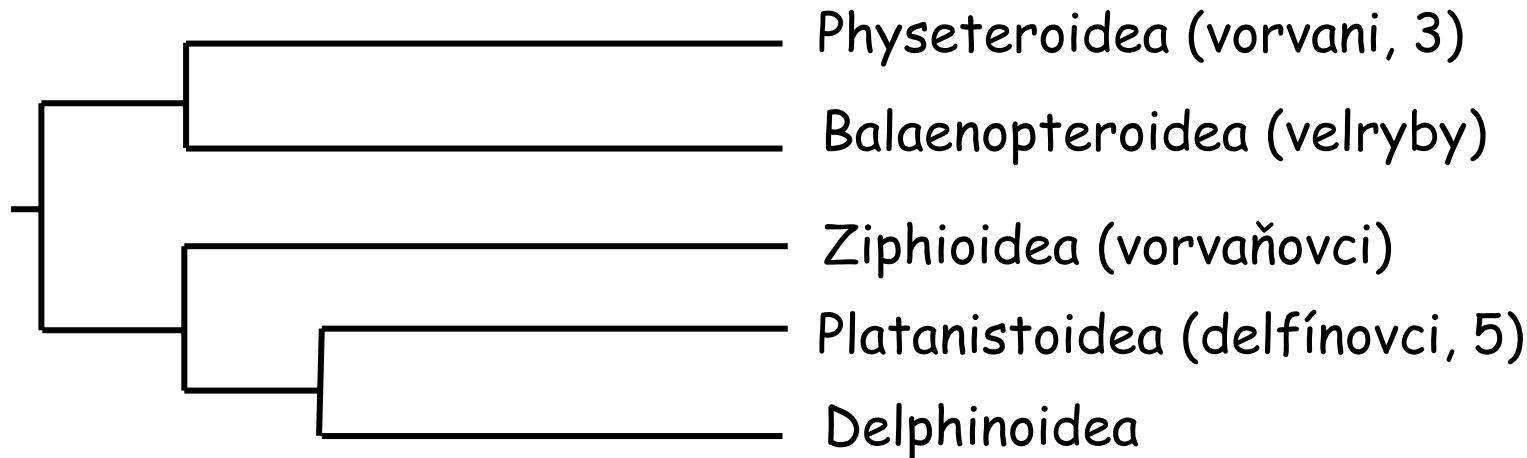 Physeteroidea (vorvani, 3)
Balaenopteroidea (velryby)
Ziphioidea (vorvaňovci)
Platanistoidea (delfínovci, 5)
Delphinoidea